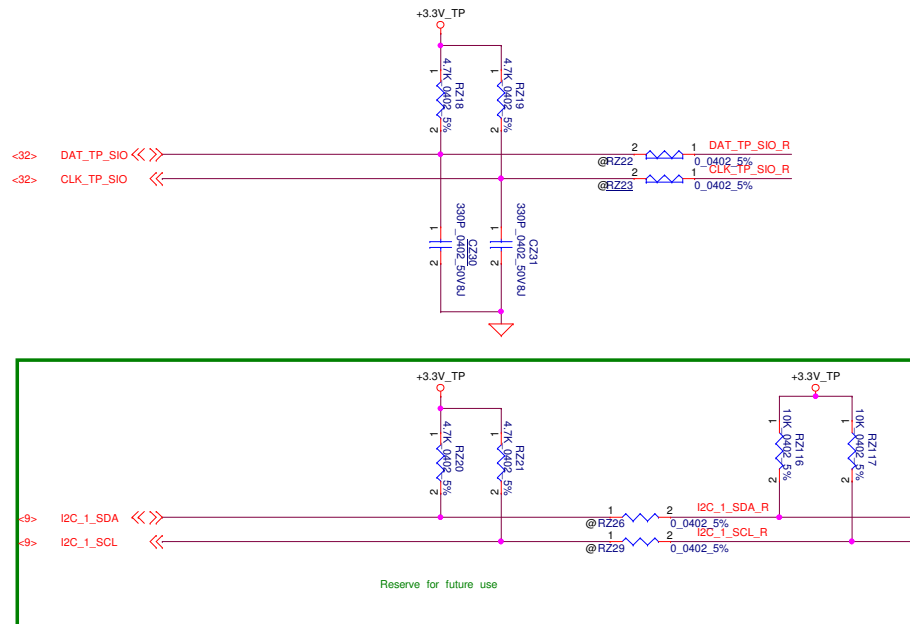 +3.3V_TP
1
4.7K_0402_5%
RZ18
2
1
4.7K_0402_5%
RZ19
2
<32>
DAT_TP_SIO
2
1
DAT_TP_SIO_R
@RZ22
0_0402_5%
<32>
CLK_TP_SIO
2
1
CLK_TP_SIO_R
@RZ23
0_0402_5%
1
330P_0402_50V8J
CZ30
2
1
330P_0402_50V8J
CZ31
2
+3.3V_TP
+3.3V_TP
1
4.7K_0402_5%
RZ20
2
1
4.7K_0402_5%
RZ21
2
1
10K_0402_5%
RZ116
2
1
10K_0402_5%
RZ117
2
<9>
I2C_1_SDA
1
2
I2C_1_SDA_R
@RZ26
0_0402_5%
<9>
I2C_1_SCL
1
2
I2C_1_SCL_R
@RZ29
0_0402_5%
Reserve for future use